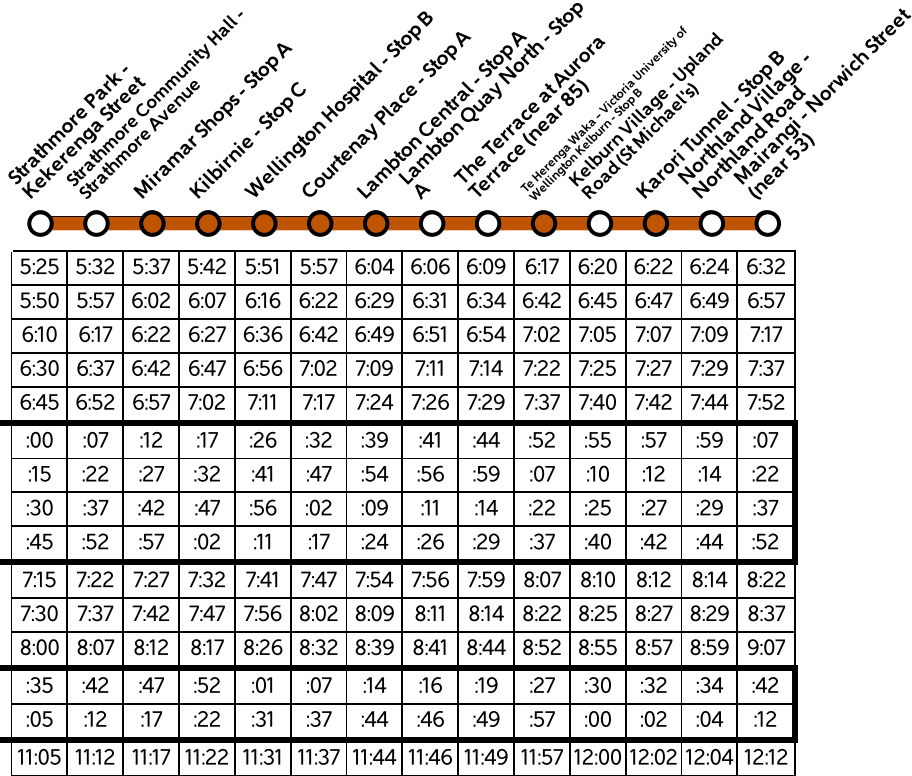 Strathmore Park -
Kekerenga Street
Strathmore Community Hall -
Strathmore Avenue
Miramar Shops - Stop A
Kilbirnie - Stop C
Wellington Hospital - Stop B
Courtenay Place - Stop A
Lambton Central - Stop A
Lambton Quay North - Stop
A
The Terrace at Aurora
Terrace (near 85)
Te Herenga Waka - Victoria University of
Wellington Kelburn - Stop B
Kelburn Village - Upland
Road (St Michael's)
Karori Tunnel - Stop B
Northland Village -
Northland Road
Mairangi - Norwich Street
(near 53)
5:25 5:32 5:37 5:42 5:51 5:57 6:04 6:06 6:09 6:17 6:20 6:22 6:24 6:32
5:50 5:57 6:02 6:07 6:16 6:22 6:29 6:31 6:34 6:42 6:45 6:47 6:49 6:57
6:10 6:17 6:22 6:27 6:36 6:42 6:49 6:51 6:54 7:02 7:05 7:07 7:09 7:17
6:30 6:37 6:42 6:47 6:56 7:02 7:09 7:11 7:14 7:22 7:25 7:27 7:29 7:37
6:45 6:52 6:57 7:02 7:11 7:17 7:24 7:26 7:29 7:37 7:40 7:42 7:44 7:52
:00 :07 :12 :17 :26 :32 :39 :41 :44 :52 :55 :57 :59 :07
:15 :22 :27 :32 :41 :47 :54 :56 :59 :07 :10 :12 :14 :22
:30 :37 :42 :47 :56 :02 :09 :11 :14 :22 :25 :27 :29 :37
:45 :52 :57 :02 :11 :17 :24 :26 :29 :37 :40 :42 :44 :52
7:15 7:22 7:27 7:32 7:41 7:47 7:54 7:56 7:59 8:07 8:10 8:12 8:14 8:22
7:30 7:37 7:42 7:47 7:56 8:02 8:09 8:11 8:14 8:22 8:25 8:27 8:29 8:37
8:00 8:07 8:12 8:17 8:26 8:32 8:39 8:41 8:44 8:52 8:55 8:57 8:59 9:07
:35 :42 :47 :52 :01 :07 :14 :16 :19 :27 :30 :32 :34 :42
:05 :12 :17 :22 :31 :37 :44 :46 :49 :57 :00 :02 :04 :12
11:05 11:12 11:17 11:22 11:31 11:37 11:44 11:46 11:49 11:57 12:00 12:02 12:04 12:12